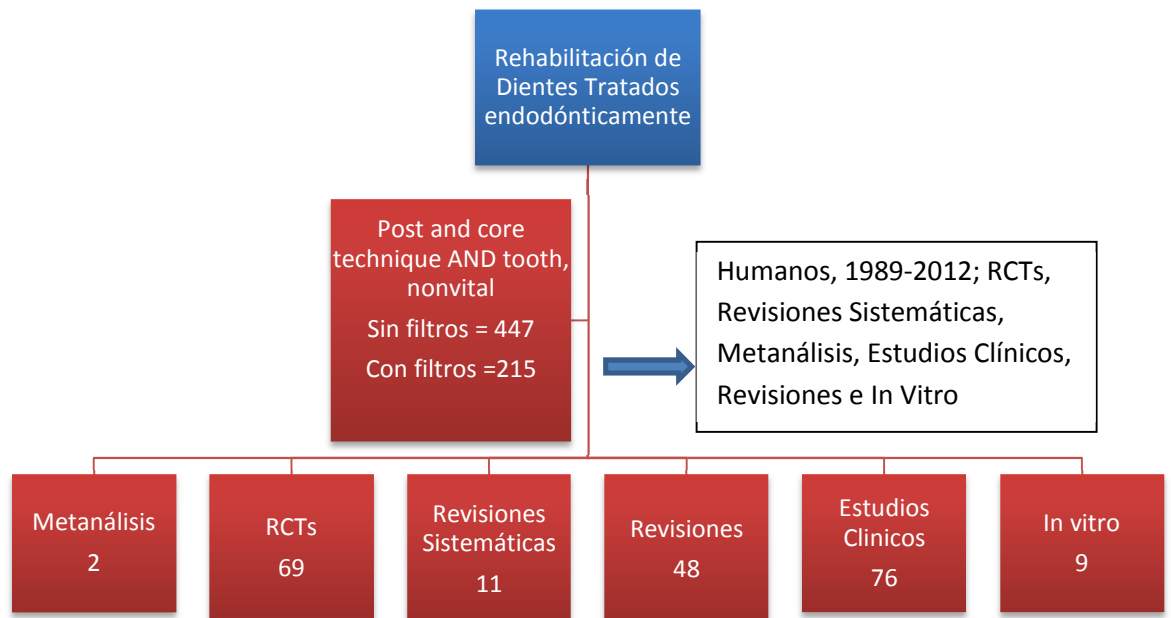 Rehabilitación de
Dientes Tratados
endodónticamente
Post and core
technique AND tooth,
nonvital
Sin filtros = 447
Con filtros =215
Humanos, 1989-2012; RCTs,
Revisiones Sistemáticas,
Metanálisis, Estudios Clínicos,
Revisiones e In Vitro
Metanálisis
2
RCTs
69
Revisiones
Sistemáticas
11
Revisiones
48
Estudios
Clinicos
76
In vitro
9